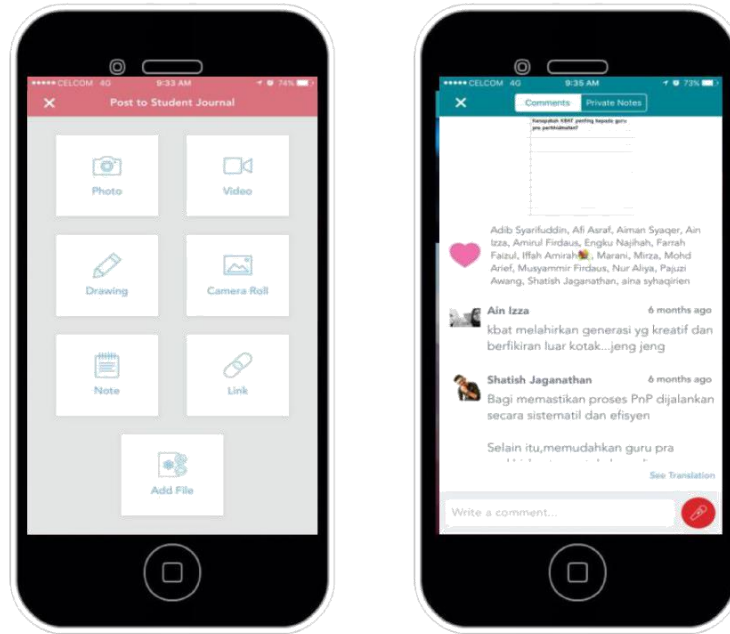 CELCOM 4G 9:33 AM 74%
Post to Student Journal
Photo
Video
Drawing
Camera Roll
Note
Link
Add File
CELCOM 4G 9:35 AM 73%
Comments Private Notes
kepada guru
Adib Syarifuddin, Afi Asraf, Aiman Syaqer, Ain
Izza, Amirul Firdaus, Engku Najihah, Farrah
Faizul, Iffah Amirah, Marani, Mirza, Mohd
Arief, Musyammir Firdaus, Nur Aliya, Pajuzi
Awang, Shatish Jaganathan, aina syhaqirien
Ain Izza 6 months ago
kbat melahirkan generasi yg kreatif dan
berfikiran luar kotak...jeng jeng
Shatish Jaganathan 6 months ago
Bagi memastikan proses PnP dijalankan
secara sistematil dan efisyen
Selain itu,memudahkan guru pra
See Translation
Write a comment...